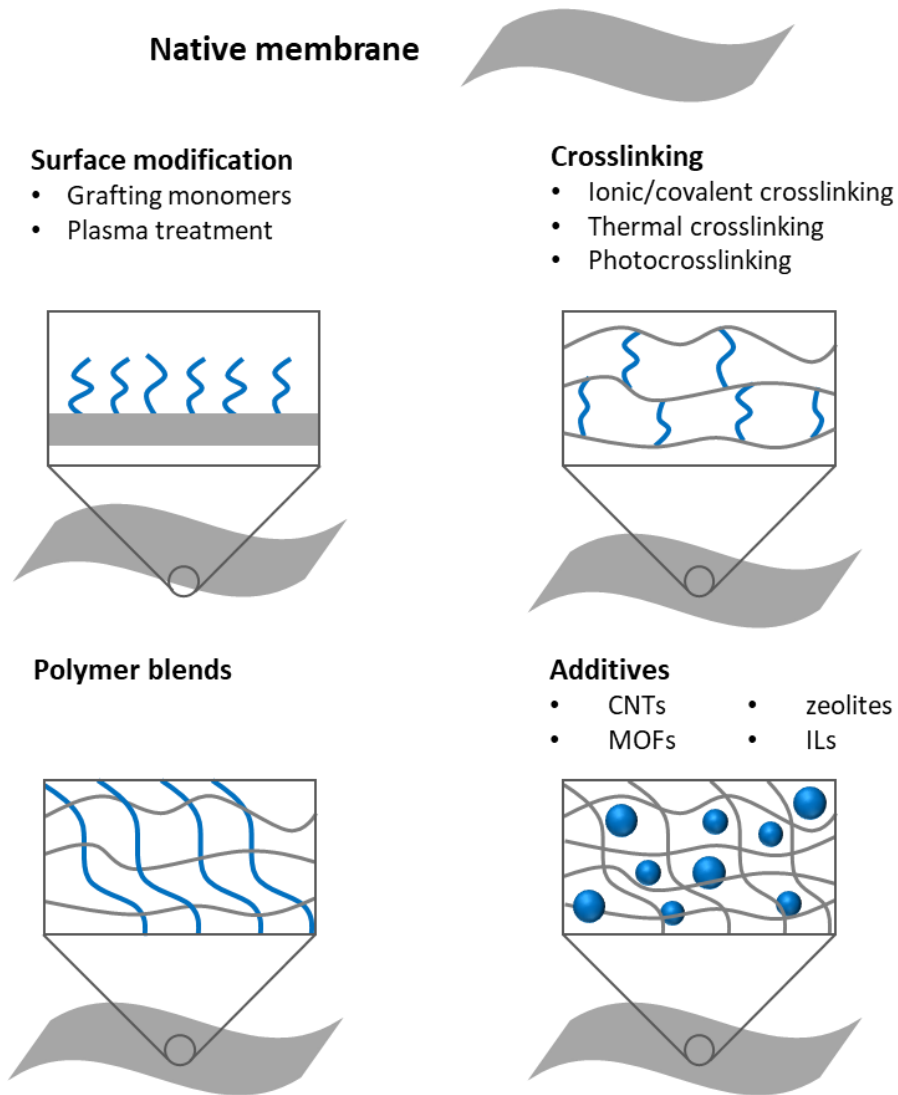 Native membrane
Surface modification
• Grafting monomers
• Plasma treatment
Crosslinking
• Ionic/covalent crosslinking
• Thermal crosslinking
• Photocrosslinking
Polymer blends
Additives
• CNTs • zeolites
• MOFs • ILs